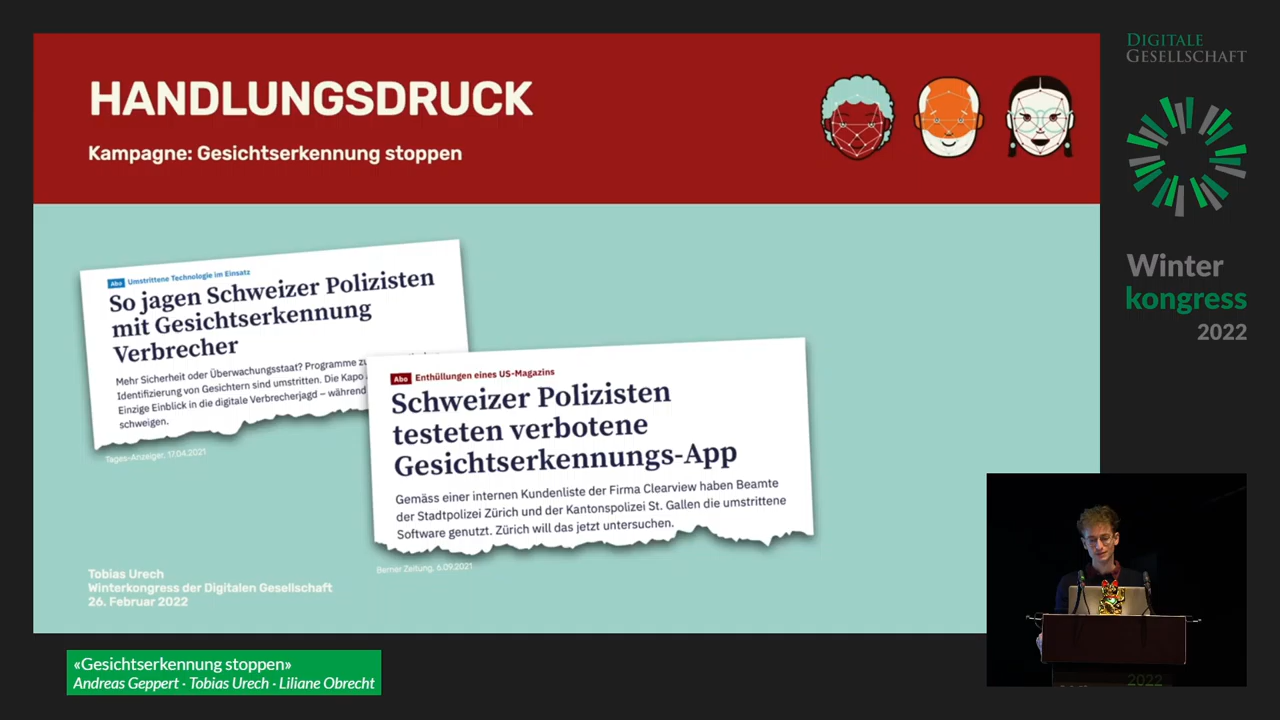 HANDLUNGSDRUCK
Kampagne: Gesichtserkennung stoppen
Abo Umstrittene Technologie im Einsatz
So jagen Schweizer Polizisten
mit Gesichtserkennung
Verbrecher
Mehr Sicherheit oder Überwachungsstaat? Programme
Identifizierung von Gesichtern sind umstritten. Die Kapo
Einzige Einblick in die digitale Verbrecherjagd – während
schweigen.
Tages-Anzeiger, 17.04.2021
Abo Enthüllungen eines US-Magazins
Schweizer Polizisten
testeten verbotene
Gesichtserkennungs-App
Gemäss einer internen Kundenliste der Firma Clearview haben Beamte
der Stadtpolizei Zürich und der Kantonspolizei St. Gallen die umstrittene
Software genutzt. Zürich will das jetzt untersuchen.
Berner Zeitung, 6.09.2021
Tobias Urech
Winterkongress der Digitalen Gesellschaft
26. Februar 2022
DIGITALE
GESELLSCHAFT
Winter
kongress
2022
2022
«Gesichtserkennung stoppen»
Andreas Geppert · Tobias Urech · Liliane Obrecht